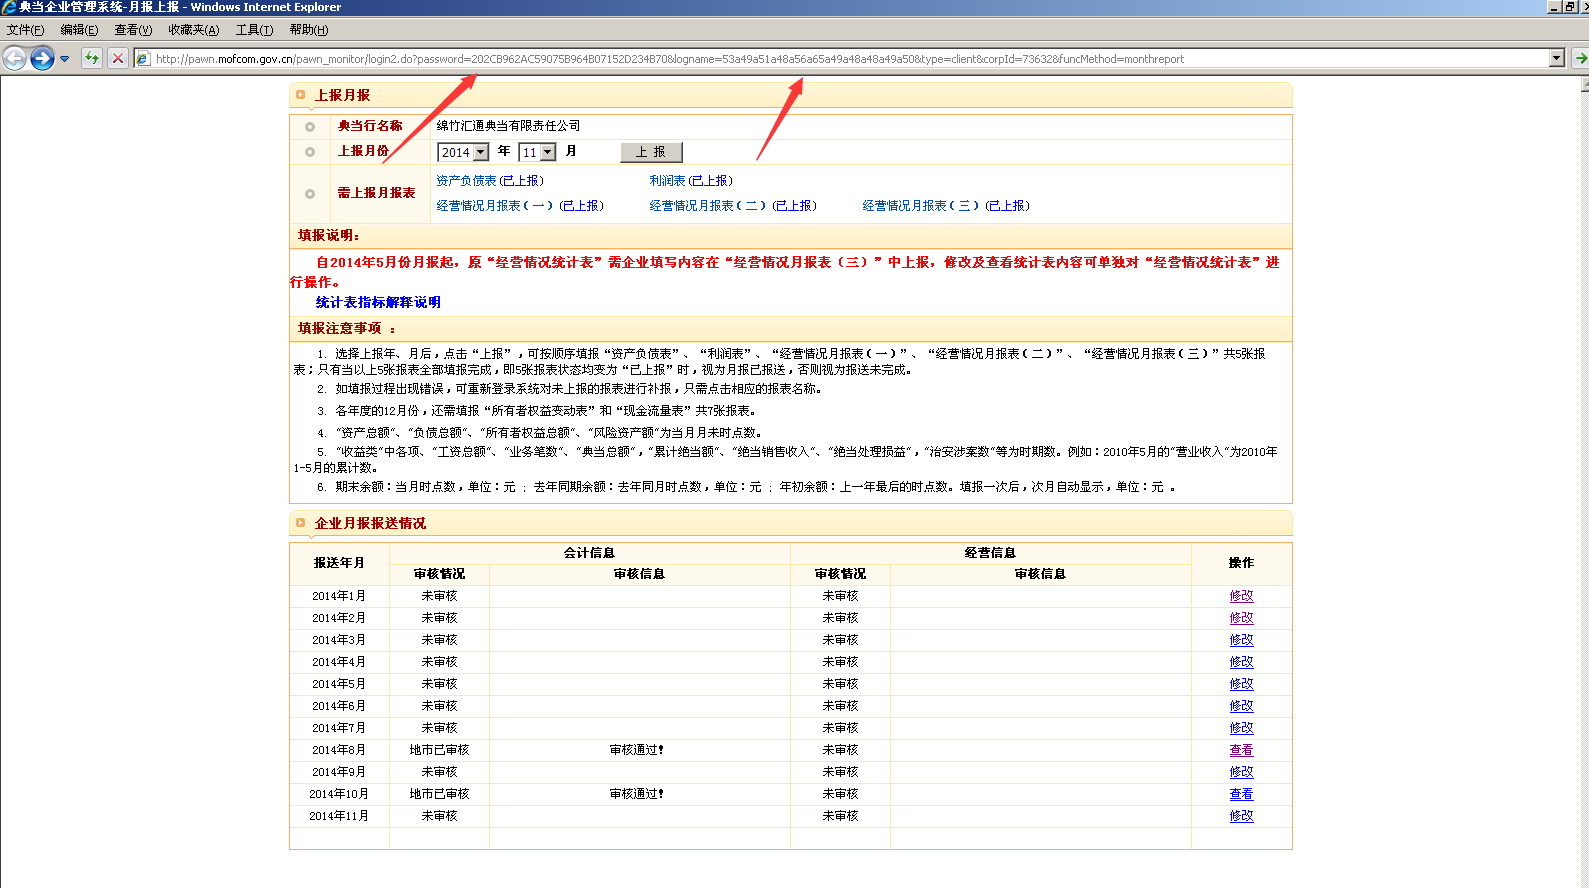 典当企业管理系统-月报上报 - Windows Internet Explorer
文件(F) 编辑(E) 查看(V) 收藏夹(A) 工具(T) 帮助(H)
http://pawn.mofcom.gov.cn/pawn_monitor/login2.do?password=202CB962AC59075B964B07152D234B70&logname=53a49a51a48a56a65a49a48a48a49a50&type=client&corpId=73632&funcMethod=monthreport
上报月报
典当行名称 绵竹汇通典当有限责任公司
上报月份 2014 年 11 月 上 报
需上报月报表
资产负债表(已上报) 利润表(已上报)
经营情况月报表(一)(已上报) 经营情况月报表(二)(已上报) 经营情况月报表(三)(已上报)
填报说明：
自2014年5月份月报起，原“经营情况统计表”需企业填写内容在“经营情况月报表（三）”中上报，修改及查看统计表内容可单独对“经营情况统计表”进
行操作。
统计表指标解释说明
填报注意事项 ：
1. 选择上报年、月后，点击“上报”，可按顺序填报“资产负债表”、“利润表”、“经营情况月报表(一)”、“经营情况月报表(二)”、“经营情况月报表(三)”共5张报
表；只有当以上5张报表全部填报完成，即5张报表状态均变为“已上报”时，视为月报已报送，否则视为报送未完成。
2. 如填报过程出现错误，可重新登录系统对未上报的报表进行补报，只需点击相应的报表名称。
3. 各年度的12月份，还需填报“所有者权益变动表”和“现金流量表”共7张报表。
4. "资产总额"、"负债总额"、"所有者权益总额"、"风险资产额"为当月月未时点数。
5. "收益类"中各项、"工资总额"、"业务笔数"、"典当总额"，"累计绝当额"、"绝当销售收入"、"绝当处理损益"，"治安涉案数"等为时期数。例如：2010年5月的"营业收入"为2010年
1-5月的累计数。
6. 期末余额：当月时点数，单位：元 ； 去年同期余额：去年同月时点数，单位：元 ； 年初余额：上一年最后的时点数。填报一次后，次月自动显示，单位：元 。
企业月报报送情况
报送年月 会计信息 经营信息 操作
审核情况 审核信息 审核情况 审核信息
2014年1月 未审核 未审核 修改
2014年2月 未审核 未审核 修改
2014年3月 未审核 未审核 修改
2014年4月 未审核 未审核 修改
2014年5月 未审核 未审核 修改
2014年6月 未审核 未审核 修改
2014年7月 未审核 未审核 修改
2014年8月 地市已审核 审核通过！ 未审核 查看
2014年9月 未审核 未审核 修改
2014年10月 地市已审核 审核通过！ 未审核 查看
2014年11月 未审核 未审核 修改